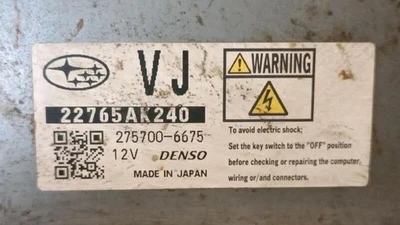 VJ
22765AK240
275700-6675
12V DENSO
MADE IN JAPAN
WARNING
To avoid electric shock;
Set the key switch to the "OFF" position
before checking or repairing the computer,
wiring or/and connectors.